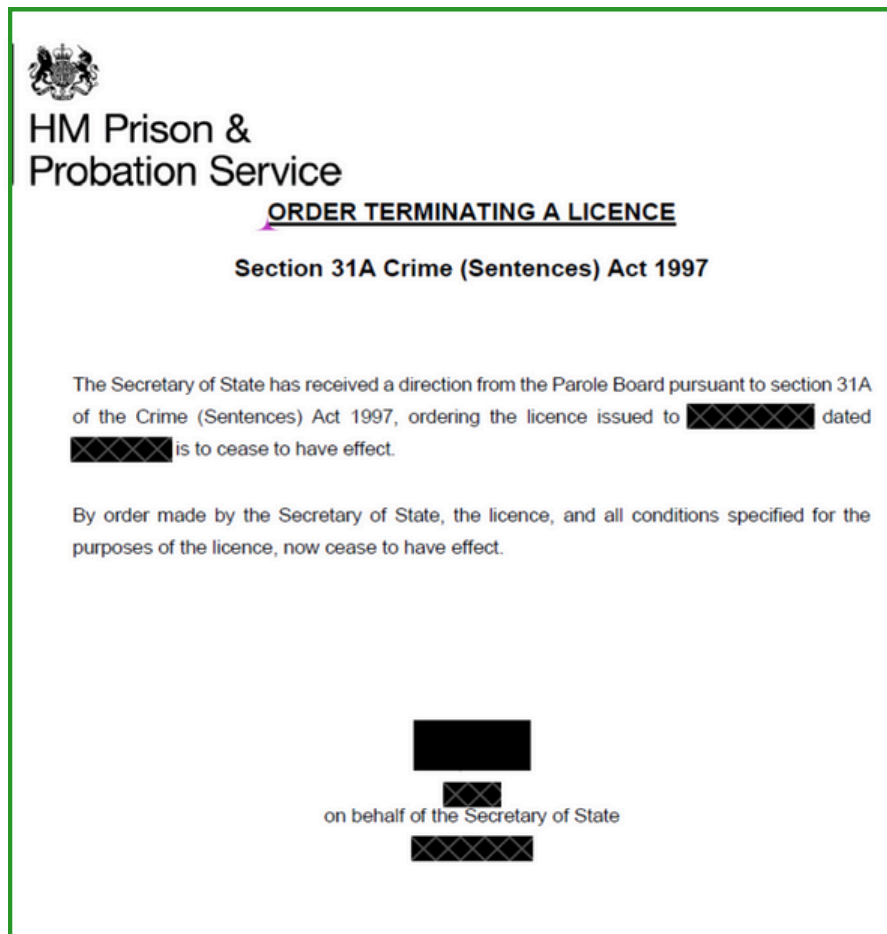 HM Prison &
Probation Service
ORDER TERMINATING A LICENCE
Section 31A Crime (Sentences) Act 1997
The Secretary of State has received a direction from the Parole Board pursuant to section 31A
of the Crime (Sentences) Act 1997, ordering the licence issued to dated
is to cease to have effect.
By order made by the Secretary of State, the licence, and all conditions specified for the
purposes of the licence, now cease to have effect.
on behalf of the Secretary of State